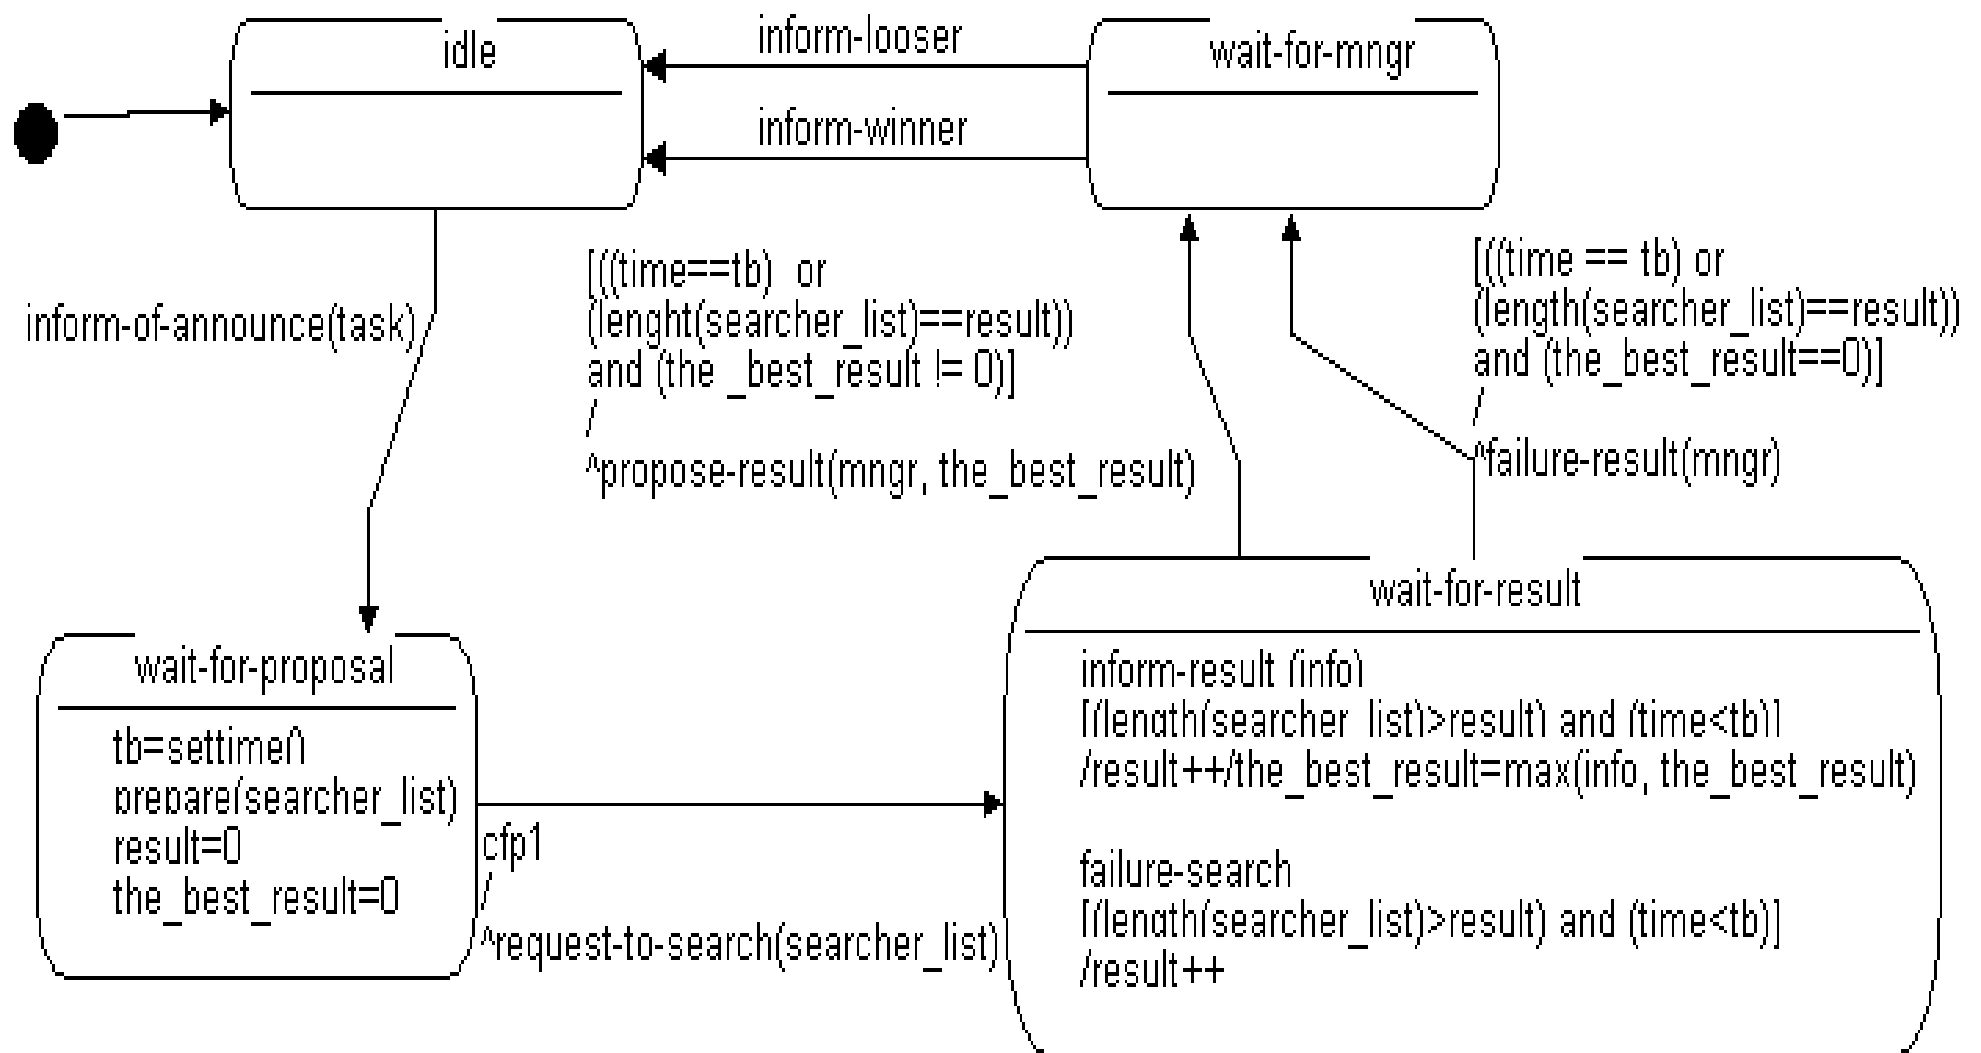 idle
inform-looser
inform-winner
wait-for-mngr
inform-of-announce(task)
[((time==tb) or
(lenght(searcher_list)==result))
and (the _best_result != 0)]
/
^propose-result(mngr, the_best_result)
[((time == tb) or
(length(searcher_list)==result))
and (the_best_result==0)]
/
^failure-result(mngr)
wait-for-proposal
tb=settime()
prepare(searcher_list)
result=0
the_best_result=0
cfp1
/
^request-to-search(searcher_list)
wait-for-result
inform-result (info)
[(length(searcher_list)>result) and (time<tb)]
/result++/the_best_result=max(info, the_best_result)
failure-search
[(length(searcher_list)>result) and (time<tb)]
/result++